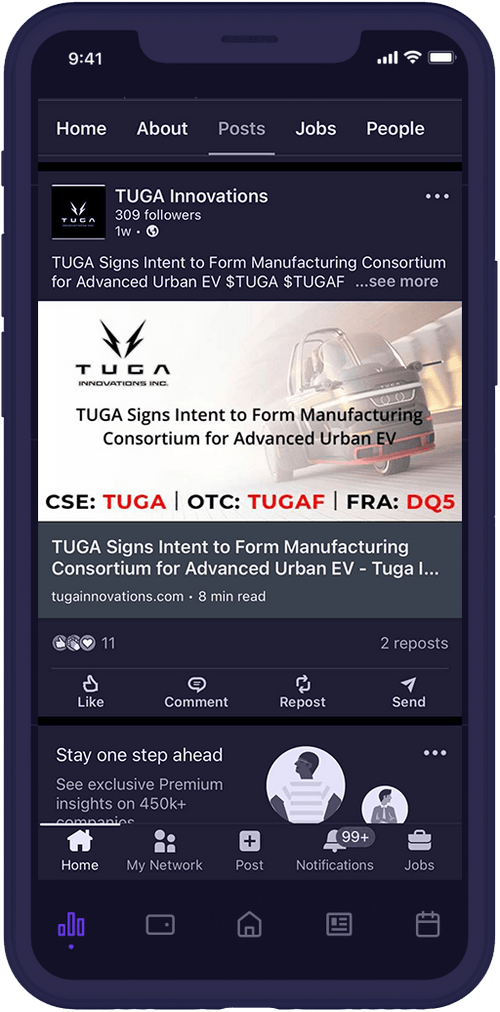 9:41
Home About Posts Jobs People
TUGA Innovations
309 followers
1w •
TUGA Signs Intent to Form Manufacturing Consortium
for Advanced Urban EV $TUGA $TUGAF ...see more
TUGA
INNOVATIONS INC.
TUGA Signs Intent to Form Manufacturing
Consortium for Advanced Urban EV
CSE: TUGA | OTC: TUGAF | FRA: DQ5
TUGA Signs Intent to Form Manufacturing
Consortium for Advanced Urban EV - Tuga I...
tugainnovations.com • 8 min read
11 2 reposts
Like Comment Repost Send
Stay one step ahead
See exclusive Premium
insights on 450k+
companies
99+
Home My Network Post Notifications Jobs